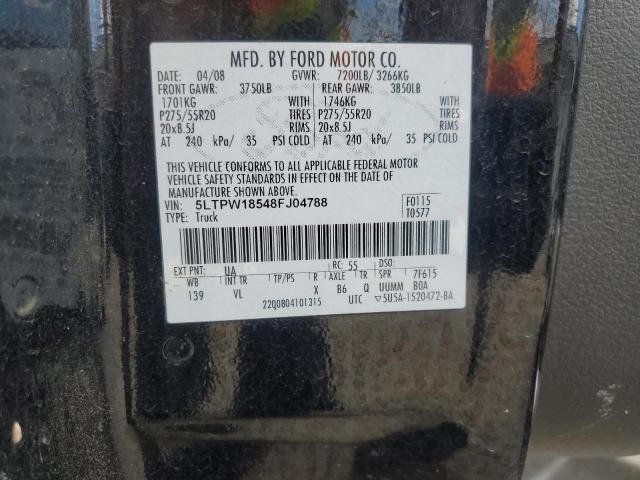 MFD. BY FORD MOTOR CO.
DATE: 04/08 GVWR: 7200LB/ 3266KG
FRONT GAWR: 3750LB REAR GAWR: 3850LB
1701KG WITH 1746KG WITH
P275/55R20 TIRES P275/55R20 TIRES
20x8.5J RIMS 20x8.5J RIMS
AT 240 kPa/ 35 PSI COLD AT 240 kPa/ 35 PSI COLD
THIS VEHICLE CONFORMS TO ALL APPLICABLE FEDERAL MOTOR
VEHICLE SAFETY STANDARDS IN EFFECT ON THE DATE OF
MANUFACTURE SHOWN ABOVE.
VIN: 5LTPW18548FJ04788 F0115
TYPE: Truck T0577
EXT PNT: UA RC: 55 DSO:
WB INT TR TP/PS R AXLE TR SPR 7F615
139 VL X B6 Q UUMM B0A
22Q0804101315 UTC ▽5U5A-1520472-BA